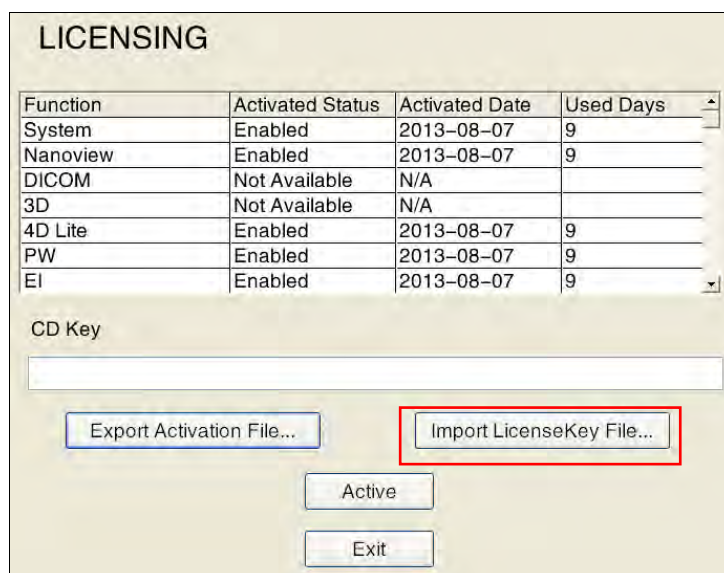 LICENSING
Function Activated Status Activated Date Used Days
System Enabled 2013-08-07 9
Nanoview Enabled 2013-08-07 9
DICOM Not Available N/A
3D Not Available N/A
4D Lite Enabled 2013-08-07 9
PW Enabled 2013-08-07 9
EI Enabled 2013-08-07 9
CD Key
Export Activation File... Import LicenseKey File...
Active
Exit